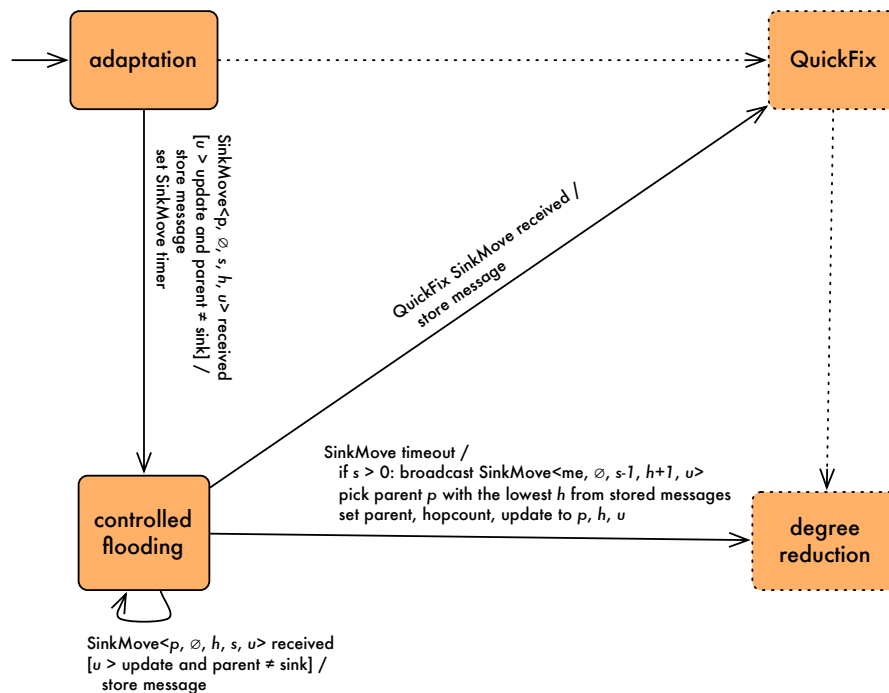 adaptation
QuickFix
SinkMove<p, ∅, s, h, u> received
[u > update and parent ≠ sink] /
store message
set SinkMove timer
QuickFix SinkMove received /
store message
SinkMove timeout /
if s > 0: broadcast SinkMove<me, ∅, s-1, h+1, u>
pick parent p with the lowest h from stored messages
set parent, hopcount, update to p, h, u
controlled
flooding
degree
reduction
SinkMove<p, ∅, h, s, u> received
[u > update and parent ≠ sink] /
store message